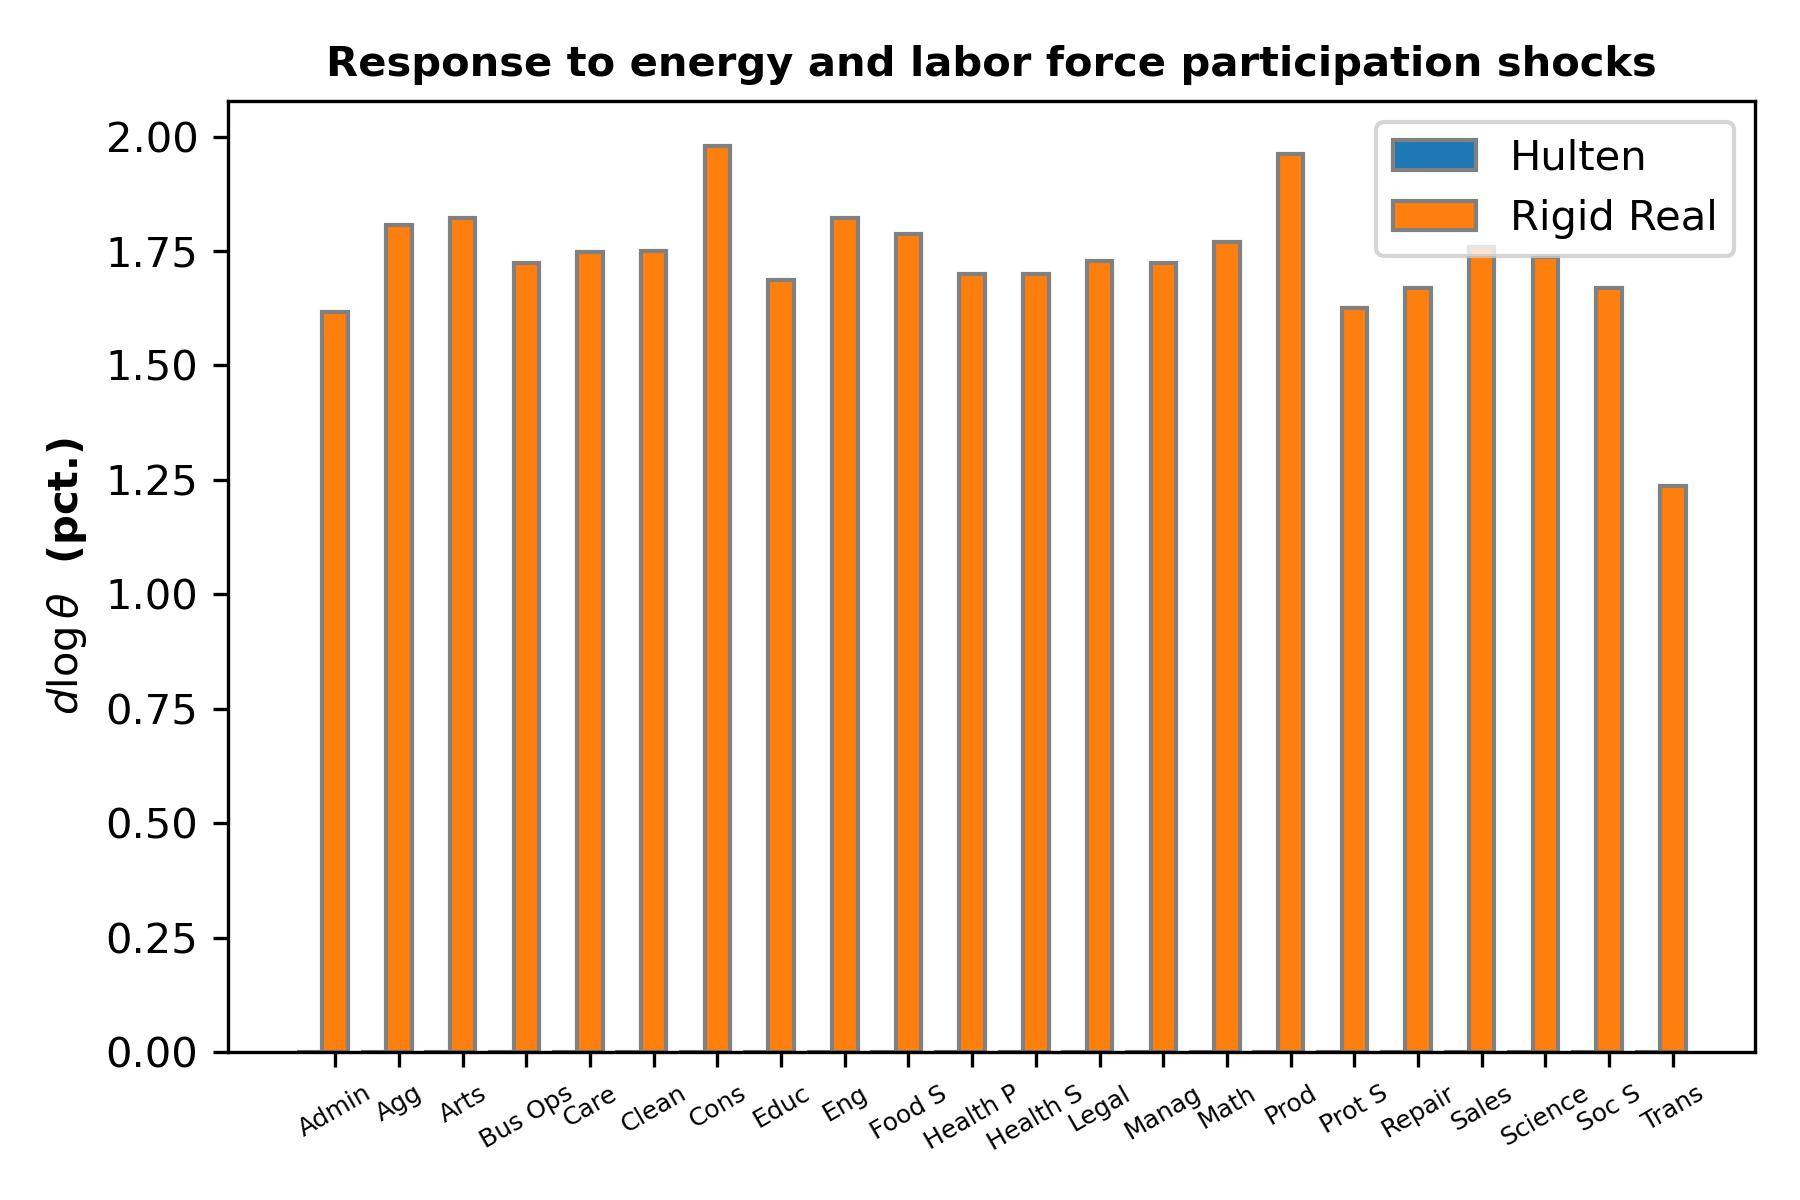 Response to energy and labor force participation shocks
Hulten
Rigid Real
d log θ (pct.)
2.00
1.75
1.50
1.25
1.00
0.75
0.50
0.25
0.00
Admin Agg Arts Bus Ops Care Clean Cons Educ Eng Food S Health P Health S Legal Manag Math Prod Prot S Repair Sales Science Soc S Trans